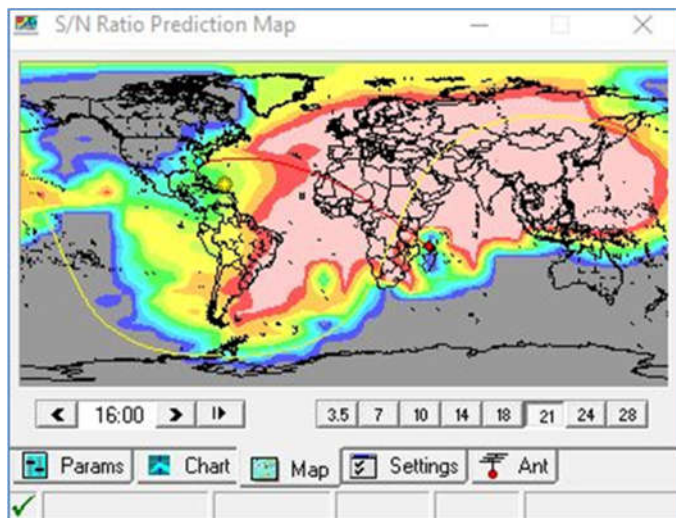 S/N Ratio Prediction Map
16:00 3.5 7 10 14 18 21 24 28
Params Chart Map Settings Ant